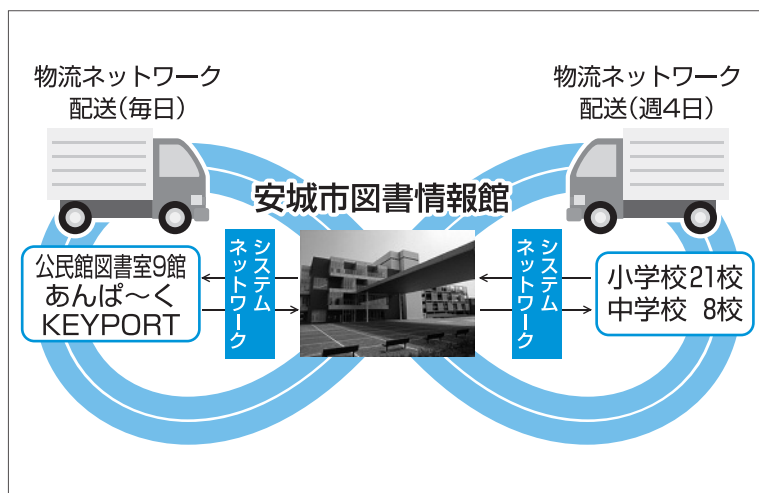 物流ネットワーク
配送（毎日）
物流ネットワーク
配送（週4日）
安城市図書情報館
公民館図書室9館
あんぱ〜く
KEYPORT
システム
ネットワーク
システム
ネットワーク
小学校21校
中学校 8校